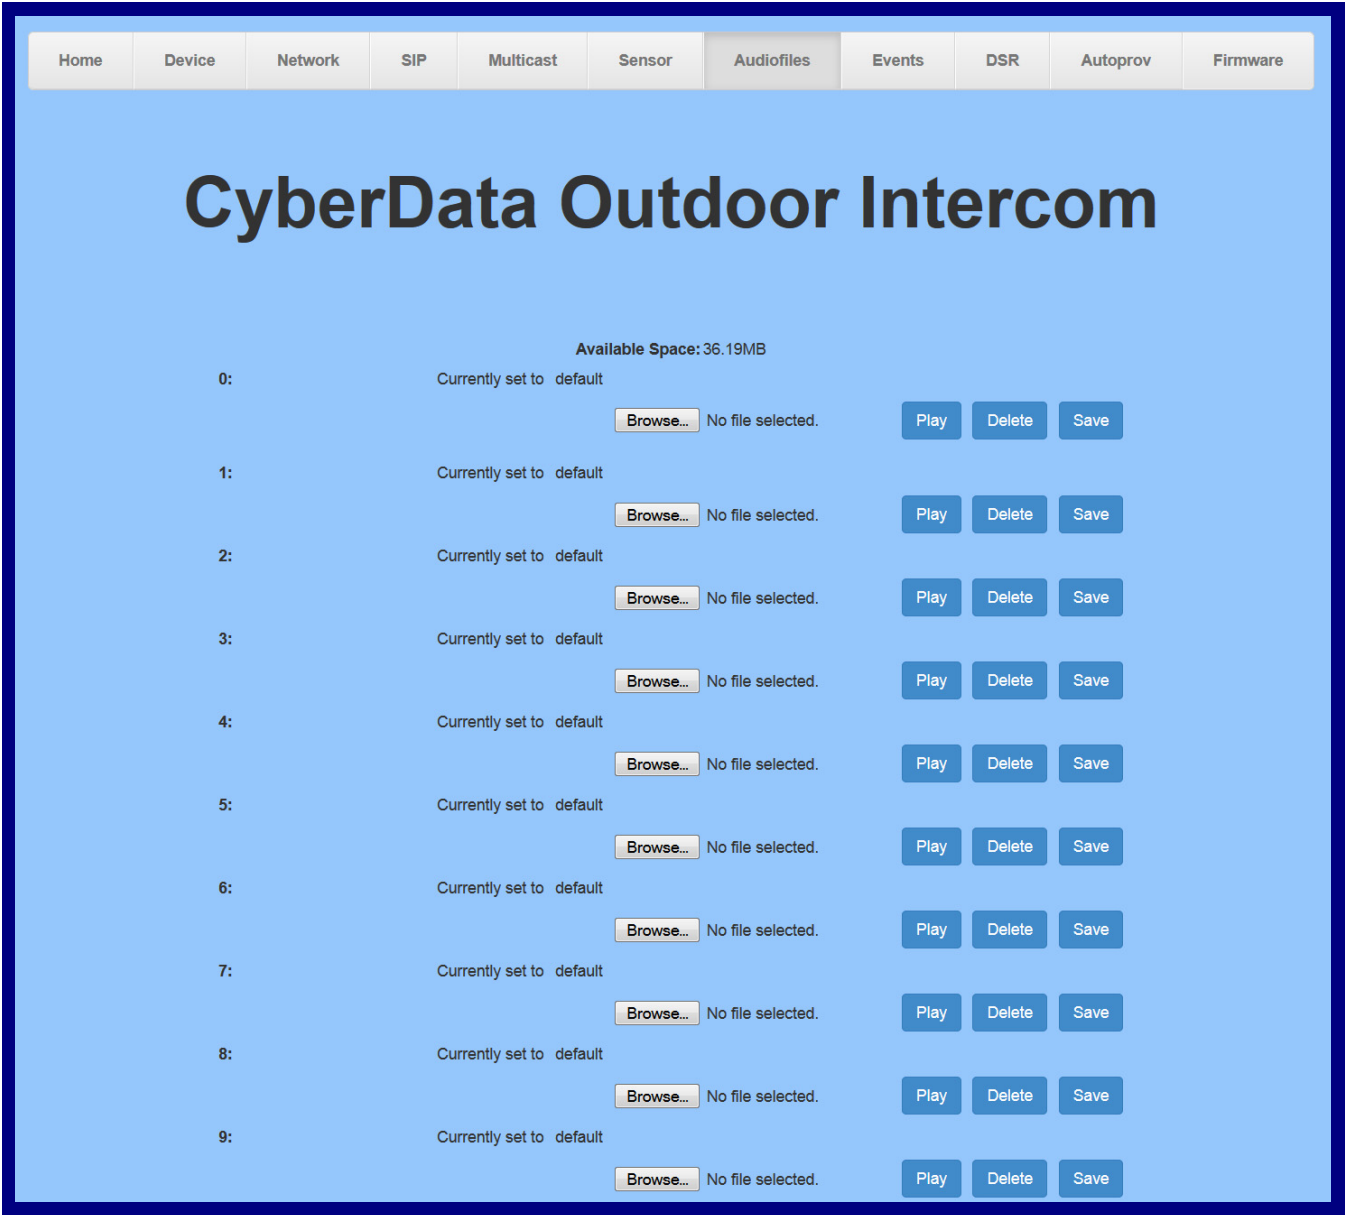 Home Device Network SIP Multicast Sensor Audiofiles Events DSR Autoprov Firmware
CyberData Outdoor Intercom
Available Space: 36.19MB
0: Currently set to default
Browse... No file selected. Play Delete Save
1: Currently set to default
Browse... No file selected. Play Delete Save
2: Currently set to default
Browse... No file selected. Play Delete Save
3: Currently set to default
Browse... No file selected. Play Delete Save
4: Currently set to default
Browse... No file selected. Play Delete Save
5: Currently set to default
Browse... No file selected. Play Delete Save
6: Currently set to default
Browse... No file selected. Play Delete Save
7: Currently set to default
Browse... No file selected. Play Delete Save
8: Currently set to default
Browse... No file selected. Play Delete Save
9: Currently set to default
Browse... No file selected. Play Delete Save